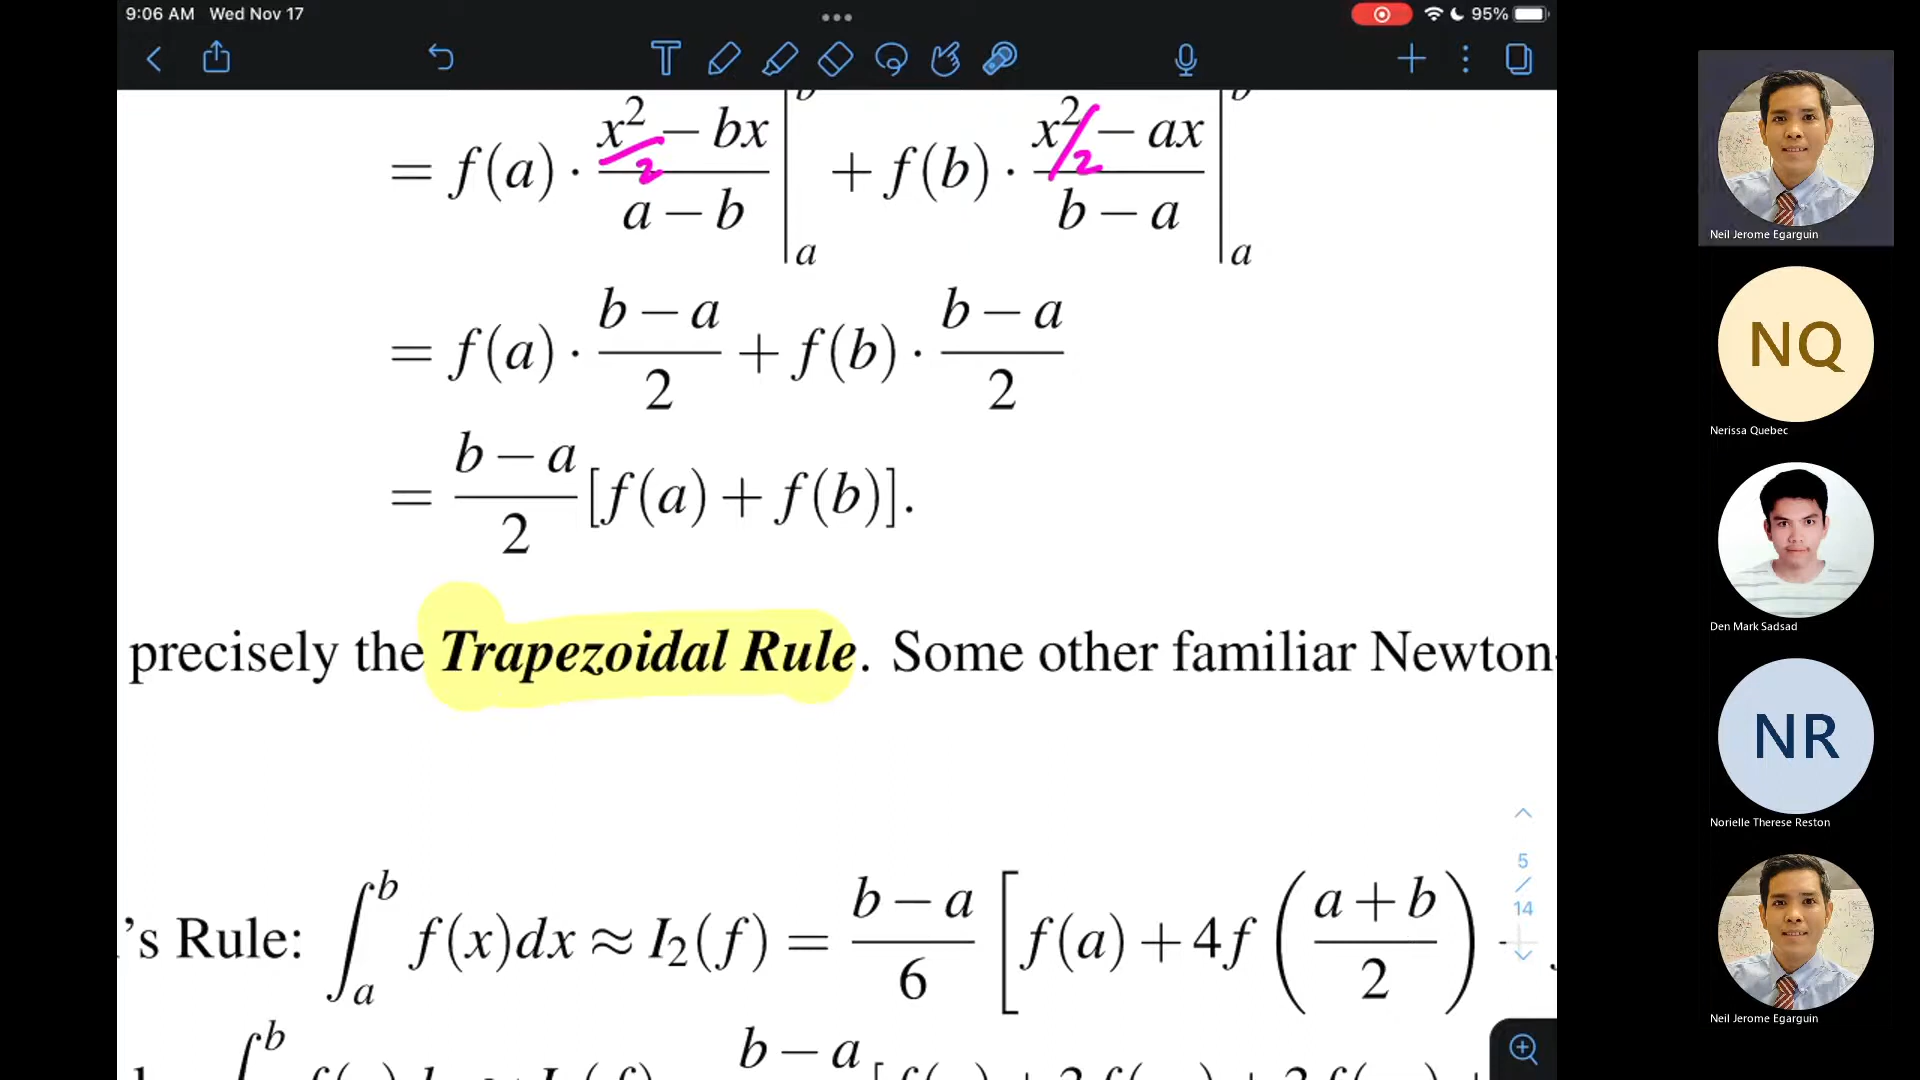 9:06 AM Wed Nov 17
95%
T
= f(a) · x² − bx / a − b |ₐ + f(b) · x² − ax / b − a |ₐ
2 2
= f(a) · b − a / 2 + f(b) · b − a / 2
= b − a / 2 [f(a) + f(b)].
precisely the Trapezoidal Rule. Some other familiar Newton-
's Rule: ∫ₐᵇ f(x)dx ≈ I₂(f) = b − a / 6 [f(a) + 4f(a + b / 2)
b b − a
5
/
14
Neil Jerome Egarguin
NQ
Nerissa Quebec
Den Mark Sadsad
NR
Norielle Therese Reston
Neil Jerome Egarguin